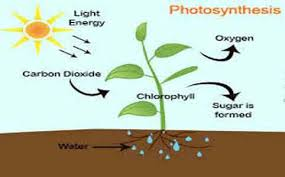 Photosynthesis
Light
Energy
Oxygen
Carbon Dioxide
Chlorophyll
Sugar is
formed
Water